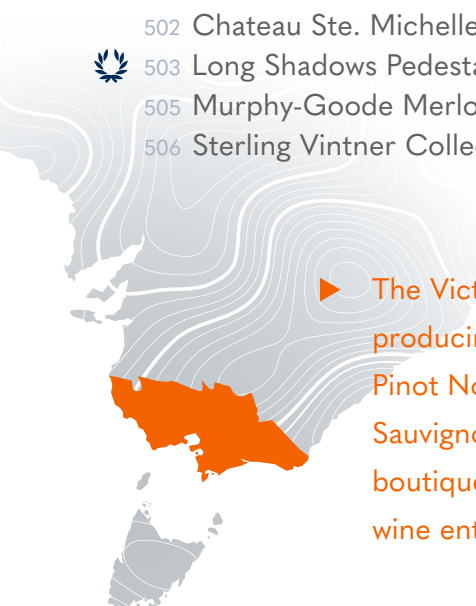 502 Chateau Ste. Michelle
503 Long Shadows Pedesta
505 Murphy-Goode Merlo
506 Sterling Vintner Colle
The Vict
producin
Pinot No
Sauvigno
boutique
wine ent